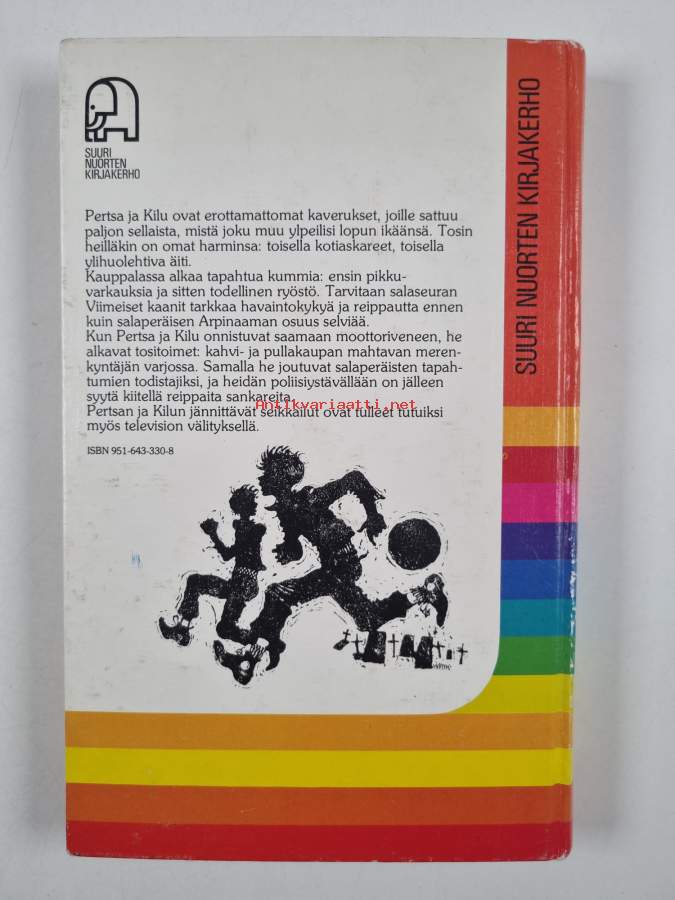 SUURI
NUORTEN
KIRJAKERHO
SUURI NUORTEN KIRJAKERHO
Pertsa ja Kilu ovat erottamattomat kaverukset, joille sattuu
paljon sellaista, mistä joku muu ylpeilisi lopun ikäänsä. Tosin
heilläkin on omat harminsa: toisella kotiaskareet, toisella
ylihuolehtiva äiti.
Kauppalassa alkaa tapahtua kummia: ensin pikku-
varkauksia ja sitten todellinen ryöstö. Tarvitaan salaseuran
Viimeiset kaanit tarkkaa havaintokykyä ja reippautta ennen
kuin salaperäisen Arpinaaman osuus selviää.
Kun Pertsa ja Kilu onnistuvat saamaan moottoriveneen, he
alkavat tositoimet: kahvi- ja pullakaupan mahtavan meren-
kyntäjän varjossa. Samalla he joutuvat salaperäisten tapah-
tumien todistajiksi, ja heidän poliisiystävällään on jälleen
syytä kiitellä reippaita sankareita.
Antikvariaatti.net
Pertsan ja Kilun jännittävät seikkailut ovat tulleet tutuiksi
myös television välityksellä.
ISBN 951-643-330-8